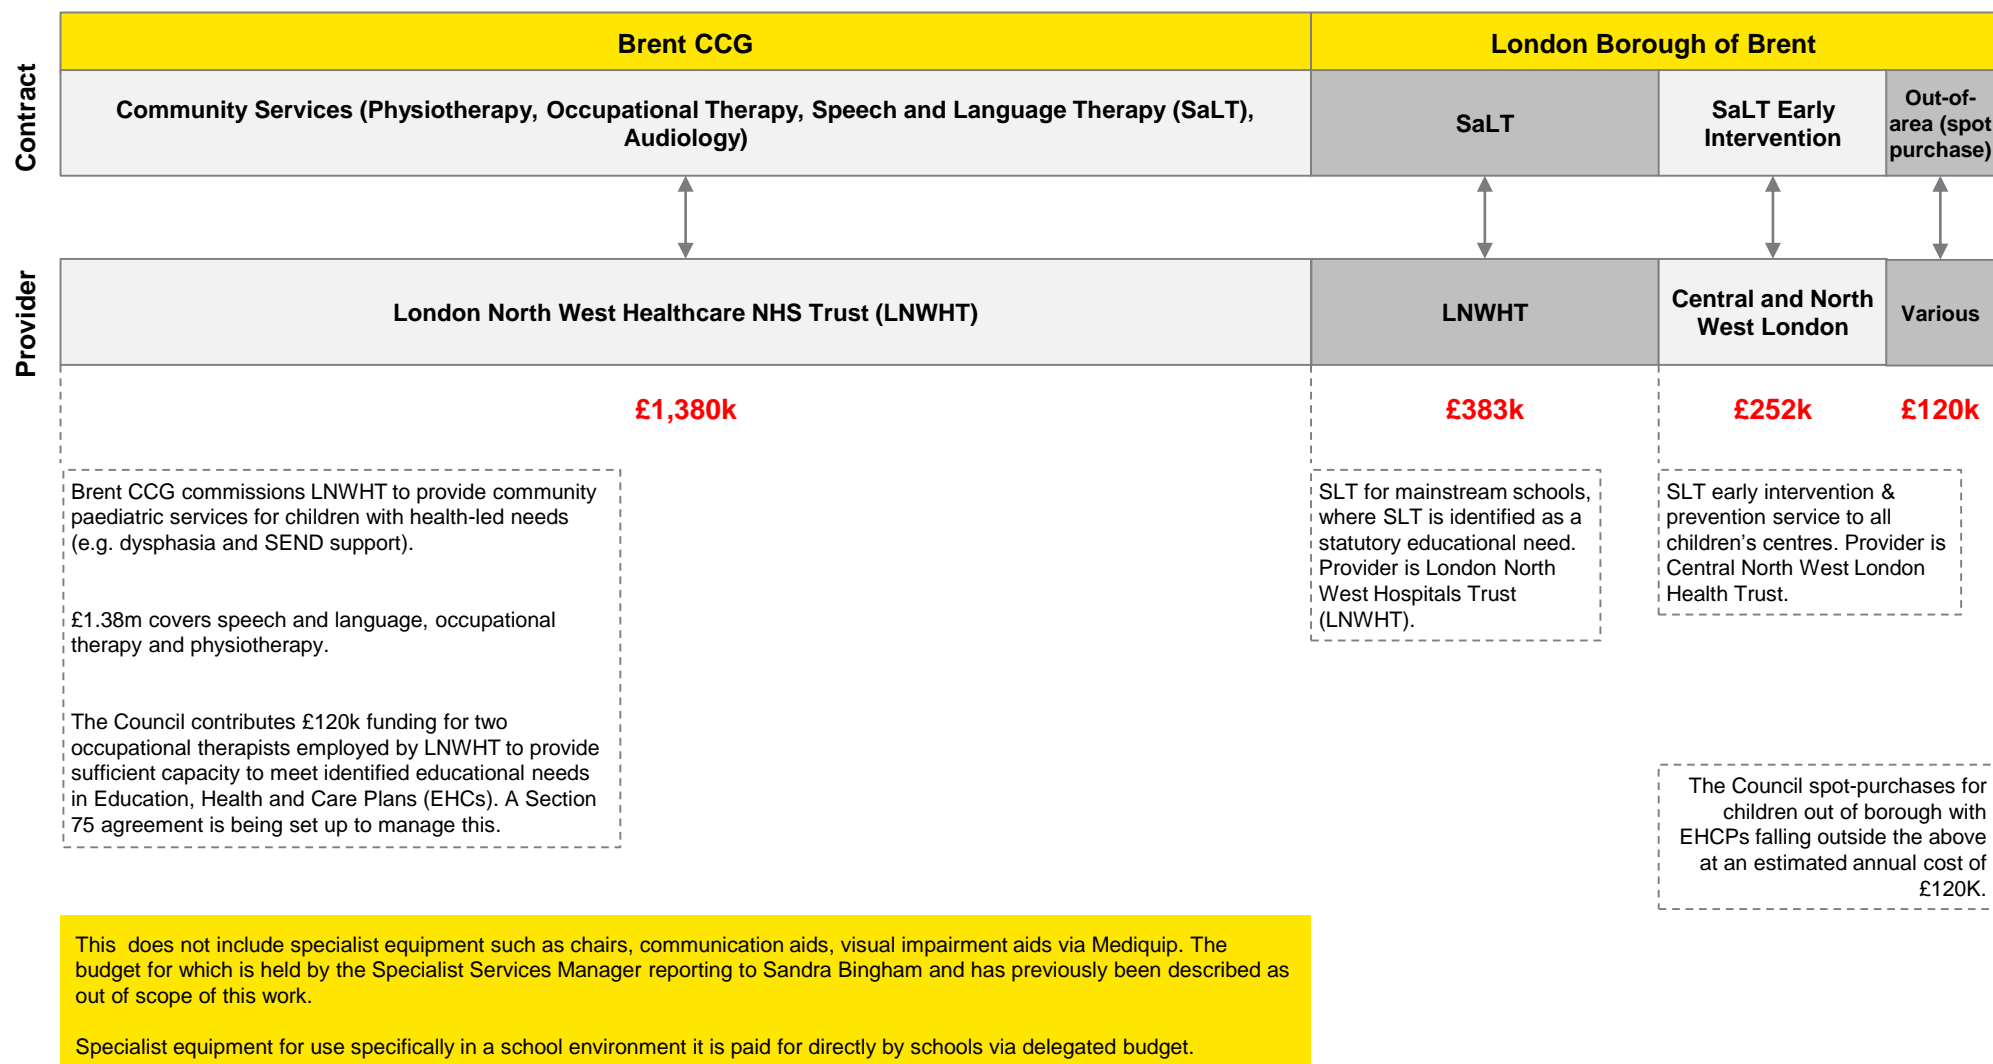 Brent CCG
London Borough of Brent
Contract
Community Services (Physiotherapy, Occupational Therapy, Speech and Language Therapy (SaLT),
Audiology)
SaLT
SaLT Early
Intervention
Out-of-
area (spot
purchase)
Provider
London North West Healthcare NHS Trust (LNWHT)
LNWHT
Central and North
West London
Various
£1,380k
£383k
£252k
£120k
Brent CCG commissions LNWHT to provide community
paediatric services for children with health-led needs
(e.g. dysphasia and SEND support).
£1.38m covers speech and language, occupational
therapy and physiotherapy.
The Council contributes £120k funding for two
occupational therapists employed by LNWHT to provide
sufficient capacity to meet identified educational needs
in Education, Health and Care Plans (EHCs). A Section
75 agreement is being set up to manage this.
SLT for mainstream schools,
where SLT is identified as a
statutory educational need.
Provider is London North
West Hospitals Trust
(LNWHT).
SLT early intervention &
prevention service to all
children’s centres. Provider is
Central North West London
Health Trust.
The Council spot-purchases for
children out of borough with
EHCPs falling outside the above
at an estimated annual cost of
£120K.
This does not include specialist equipment such as chairs, communication aids, visual impairment aids via Mediquip. The
budget for which is held by the Specialist Services Manager reporting to Sandra Bingham and has previously been described as
out of scope of this work.
Specialist equipment for use specifically in a school environment it is paid for directly by schools via delegated budget.